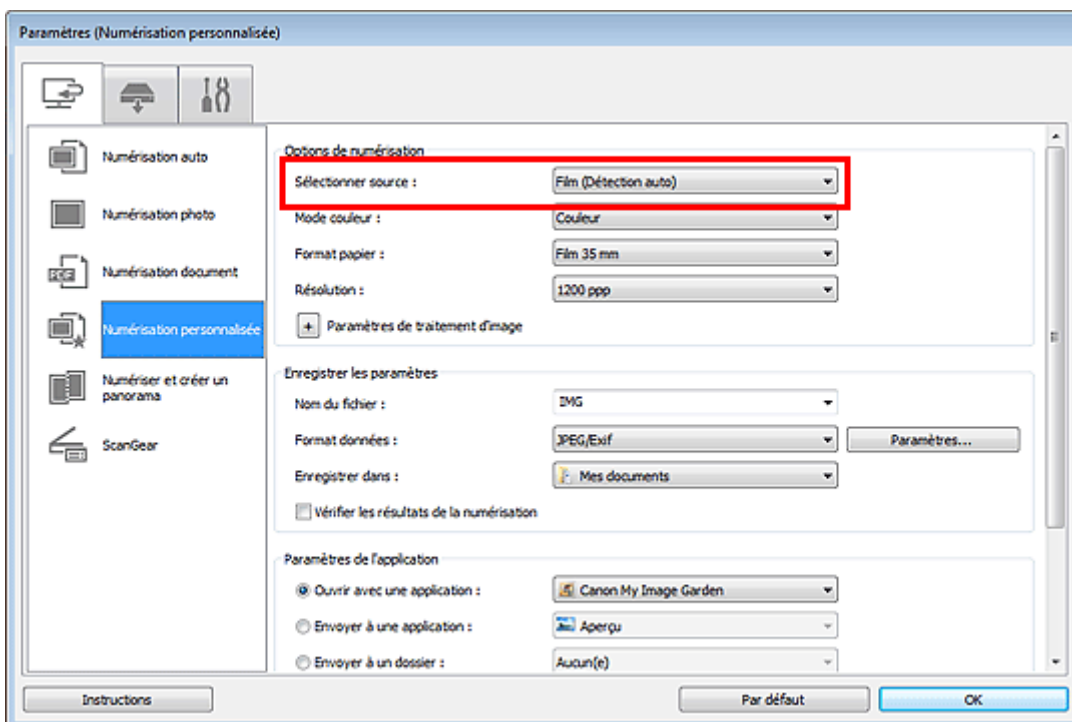 Paramètres (Numérisation personnalisée)
Numérisation auto
Numérisation photo
PDF
Numérisation document
Numérisation personnalisée
Numériser et créer un
panorama
ScanGear
Options de numérisation
Sélectionner source : Film (Détection auto)
Mode couleur : Couleur
Format papier : Film 35 mm
Résolution : 1200 ppp
+ Paramètres de traitement d'image
Enregistrer les paramètres
Nom du fichier : IMG
Format données : JPEG/Exif Paramètres...
Enregistrer dans : Mes documents
Vérifier les résultats de la numérisation
Paramètres de l'application
Ouvrir avec une application : Canon My Image Garden
Envoyer à une application : Aperçu
Envoyer à un dossier : Aucun(e)
Instructions Par défaut OK